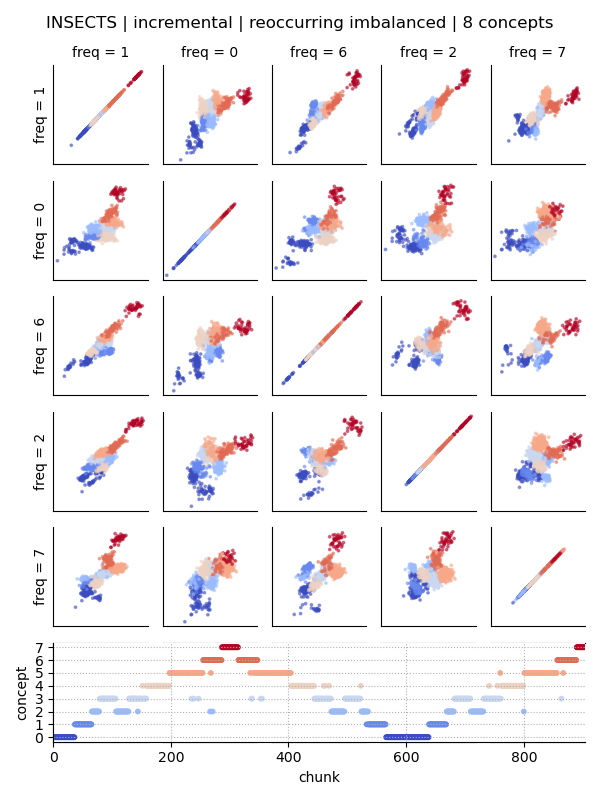 INSECTS | incremental | reoccurring imbalanced | 8 concepts
freq = 1 freq = 0 freq = 6 freq = 2 freq = 7
freq = 1
freq = 0
freq = 6
freq = 2
freq = 7
concept
7
6
5
4
3
2
1
0
0 200 400 600 800
chunk